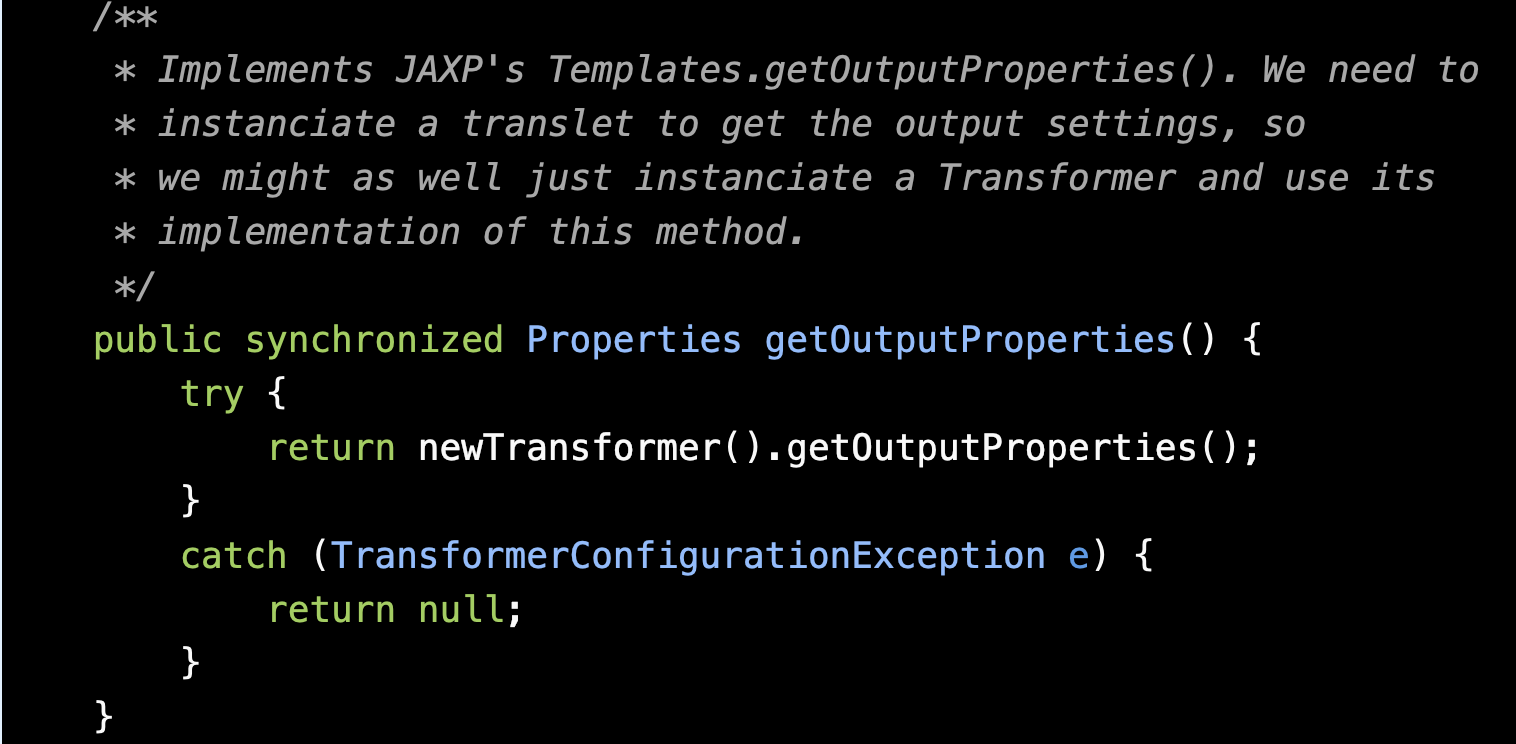 /**
 * Implements JAXP's Templates.getOutputProperties(). We need to
 * instanciate a translet to get the output settings, so
 * we might as well just instanciate a Transformer and use its
 * implementation of this method.
 */
public synchronized Properties getOutputProperties() {
    try {
        return newTransformer().getOutputProperties();
    }
    catch (TransformerConfigurationException e) {
        return null;
    }
}